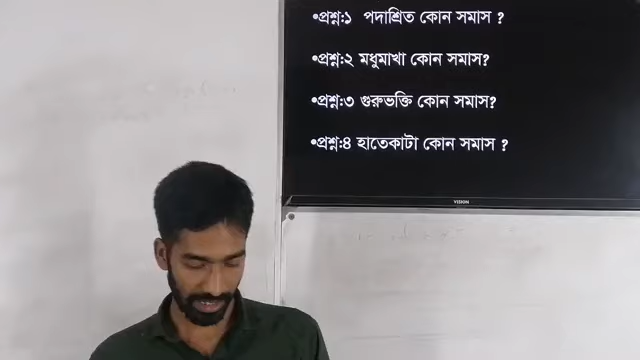 •প্রশ্ন:১ পদাশ্রিত কোন সমাস ?
•প্রশ্ন:২ মধুমাখা কোন সমাস?
•প্রশ্ন:৩ গুরুভক্তি কোন সমাস?
•প্রশ্ন:৪ হাতেকাটা কোন সমাস ?
VISION